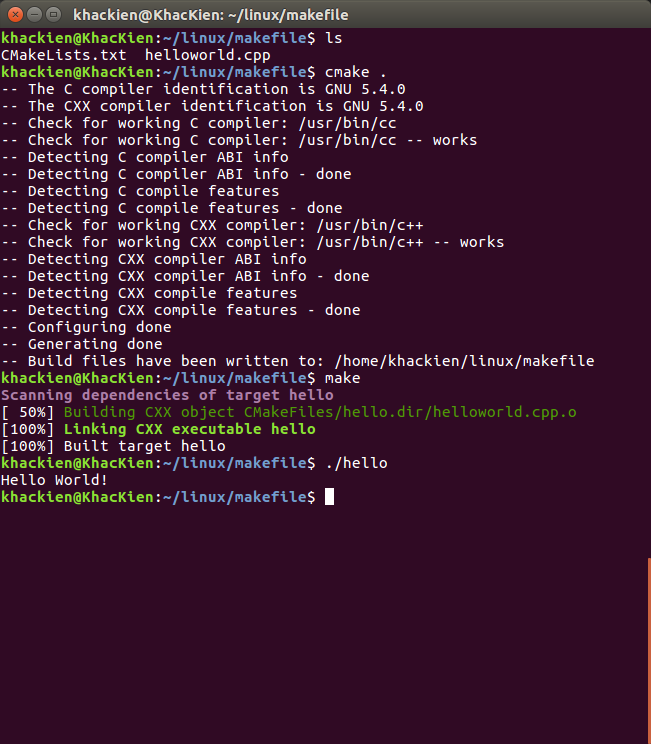 khackien@KhacKien: ~/linux/makefile
khackien@KhacKien:~/linux/makefile$ ls
CMakeLists.txt  helloworld.cpp
khackien@KhacKien:~/linux/makefile$ cmake .
-- The C compiler identification is GNU 5.4.0
-- The CXX compiler identification is GNU 5.4.0
-- Check for working C compiler: /usr/bin/cc
-- Check for working C compiler: /usr/bin/cc -- works
-- Detecting C compiler ABI info
-- Detecting C compiler ABI info - done
-- Detecting C compile features
-- Detecting C compile features - done
-- Check for working CXX compiler: /usr/bin/c++
-- Check for working CXX compiler: /usr/bin/c++ -- works
-- Detecting CXX compiler ABI info
-- Detecting CXX compiler ABI info - done
-- Detecting CXX compile features
-- Detecting CXX compile features - done
-- Configuring done
-- Generating done
-- Build files have been written to: /home/khackien/linux/makefile
khackien@KhacKien:~/linux/makefile$ make
Scanning dependencies of target hello
[ 50%] Building CXX object CMakeFiles/hello.dir/helloworld.cpp.o
[100%] Linking CXX executable hello
[100%] Built target hello
khackien@KhacKien:~/linux/makefile$ ./hello
Hello World!
khackien@KhacKien:~/linux/makefile$